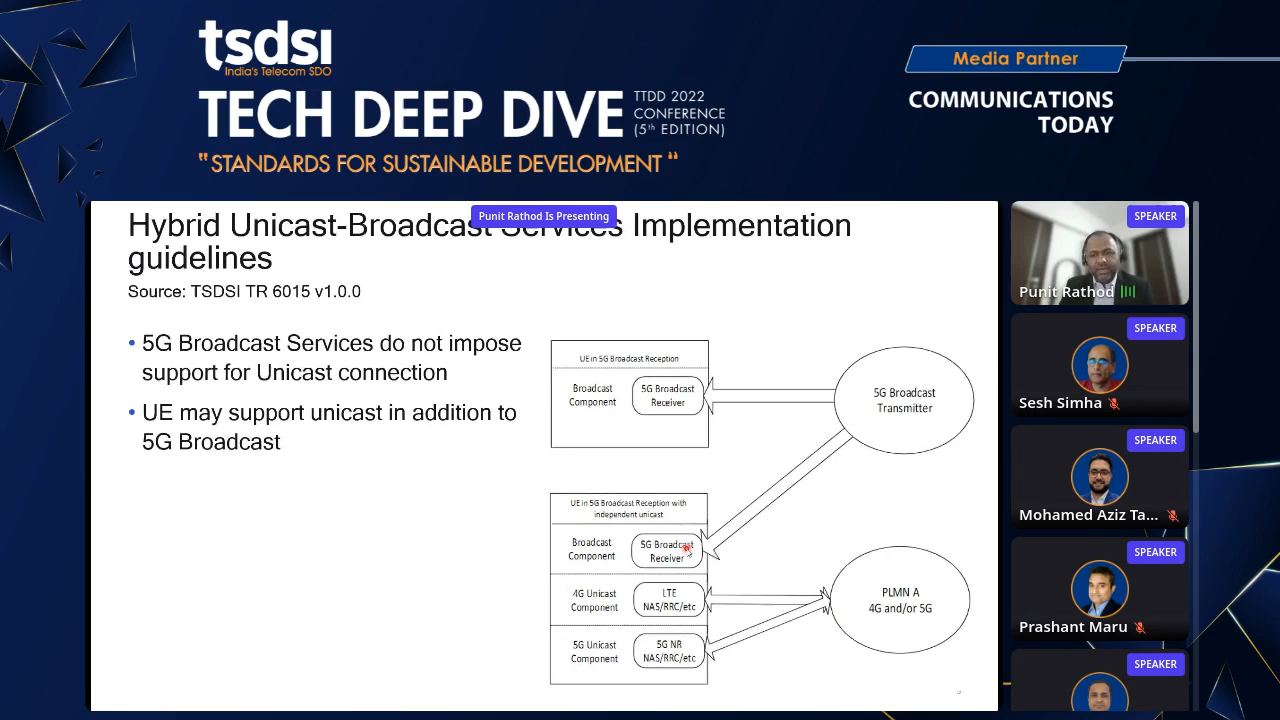 tsdsı
India's Telecom SDO
TECH DEEP DIVE
TTDD 2022
CONFERENCE
(5th EDITION)
"STANDARDS FOR SUSTAINABLE DEVELOPMENT"
Media Partner
COMMUNICATIONS
TODAY
Punit Rathod Is Presenting
Hybrid Unicast-Broadcast Services Implementation
guidelines
Source: TSDSI TR 6015 v1.0.0
• 5G Broadcast Services do not impose
support for Unicast connection
• UE may support unicast in addition to
5G Broadcast
UE in 5G Broadcast Reception
Broadcast
Component
5G Broadcast
Receiver
5G Broadcast
Transmitter
UE in 5G Broadcast Reception with
independent unicast
Broadcast
Component
5G Broadcast
Receiver
4G Unicast
Component
LTE
NAS/RRC/etc
5G Unicast
Component
5G NR
NAS/RRC/etc
PLMN A
4G and/or 5G
SPEAKER
Punit Rathod
SPEAKER
Sesh Simha
SPEAKER
Mohamed Aziz Ta...
SPEAKER
Prashant Maru
SPEAKER